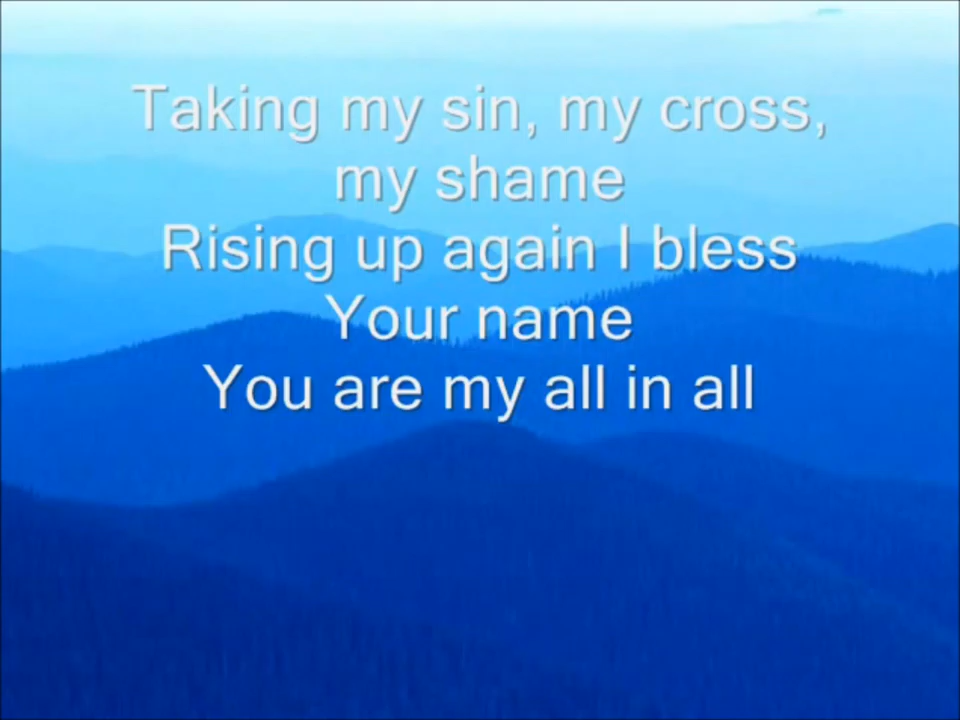 Taking my sin, my cross,
my shame
Rising up again I bless
Your name
You are my all in all